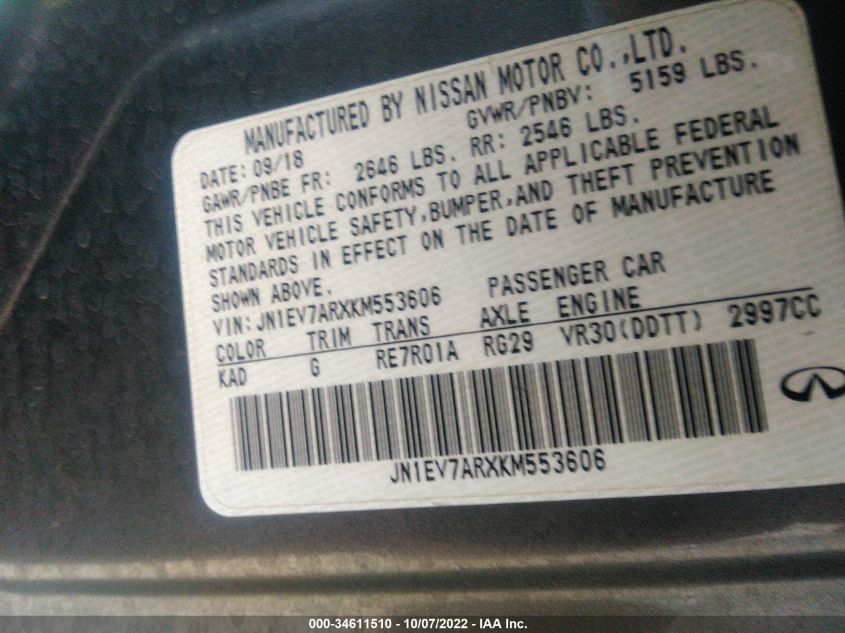 MANUFACTURED BY NISSAN MOTOR CO.,LTD.
DATE: 09/18 GVWR/PNBV: 5159 LBS.
GAWR/PNBE FR: 2646 LBS. RR: 2546 LBS.
THIS VEHICLE CONFORMS TO ALL APPLICABLE FEDERAL
MOTOR VEHICLE SAFETY,BUMPER,AND THEFT PREVENTION
STANDARDS IN EFFECT ON THE DATE OF MANUFACTURE
SHOWN ABOVE.
VIN:JN1EV7ARXKM553606 PASSENGER CAR
COLOR TRIM TRANS AXLE ENGINE
KAD G RE7R01A RG29 VR30(DDTT) 2997CC
JN1EV7ARXKM553606
000-34611510 - 10/07/2022 - IAA Inc.